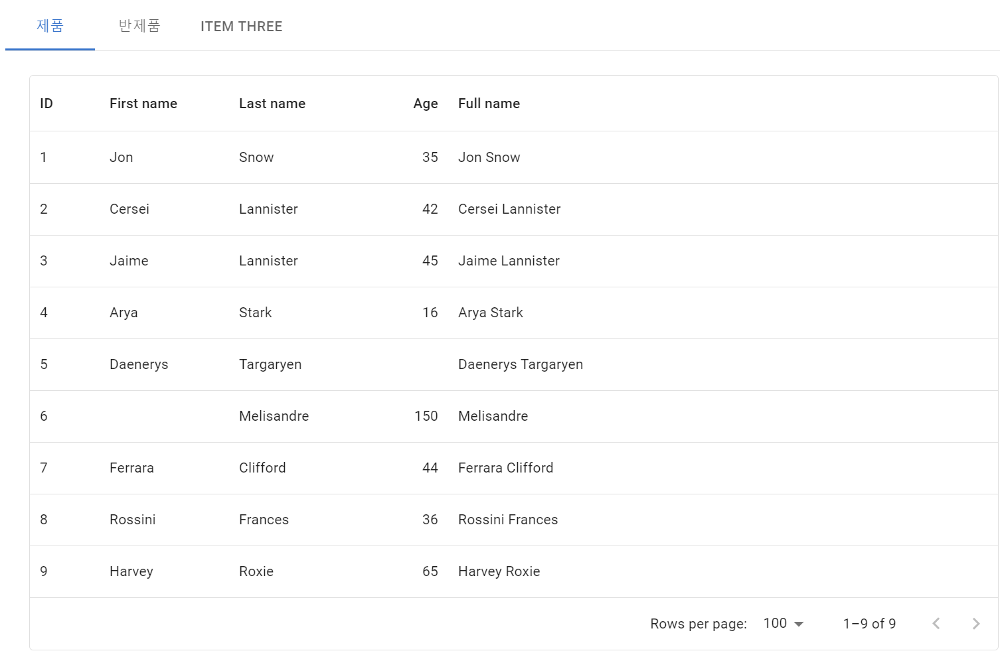 제품 반제품 ITEM THREE
ID First name Last name Age Full name
1 Jon Snow 35 Jon Snow
2 Cersei Lannister 42 Cersei Lannister
3 Jaime Lannister 45 Jaime Lannister
4 Arya Stark 16 Arya Stark
5 Daenerys Targaryen Daenerys Targaryen
6 Melisandre 150 Melisandre
7 Ferrara Clifford 44 Ferrara Clifford
8 Rossini Frances 36 Rossini Frances
9 Harvey Roxie 65 Harvey Roxie
Rows per page: 100 1–9 of 9